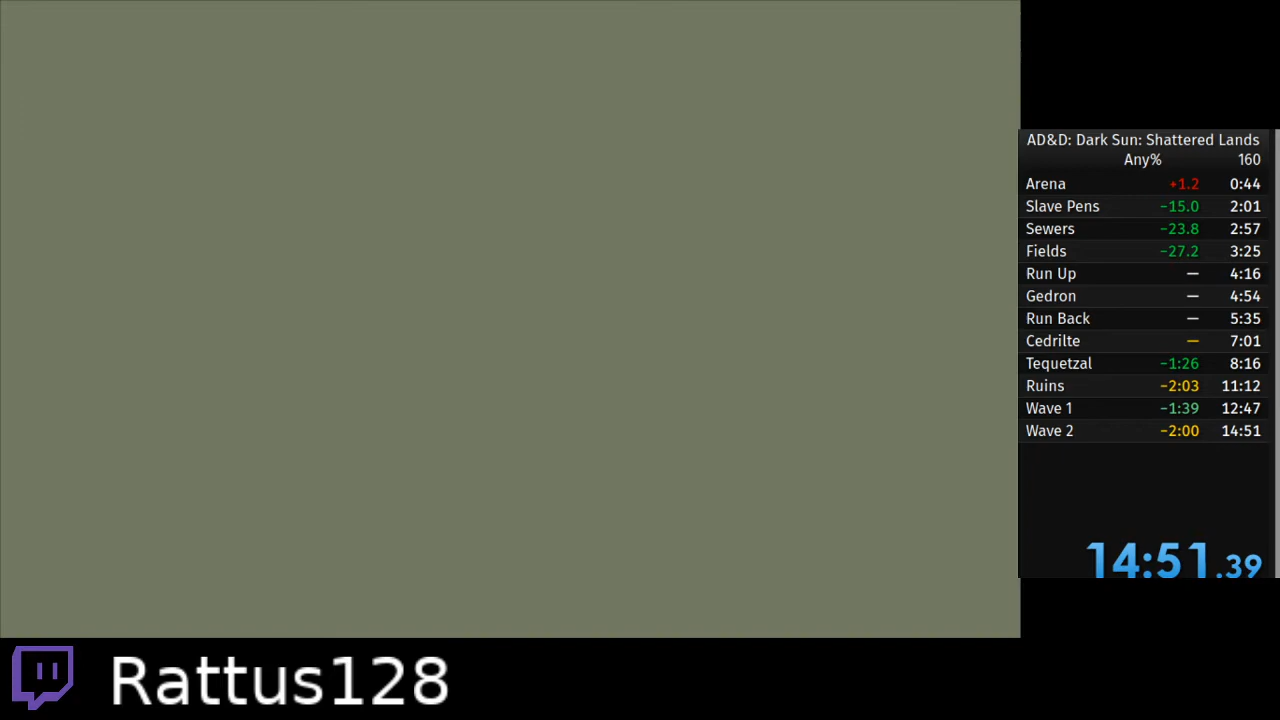 AD&D: Dark Sun: Shattered Lands
Any% 160
Arena +1.2 0:44
Slave Pens -15.0 2:01
Sewers -23.8 2:57
Fields -27.2 3:25
Run Up — 4:16
Gedron — 4:54
Run Back — 5:35
Cedrilte — 7:01
Tequetzal -1:26 8:16
Ruins -2:03 11:12
Wave 1 -1:39 12:47
Wave 2 -2:00 14:51
14:51.39
Rattus128